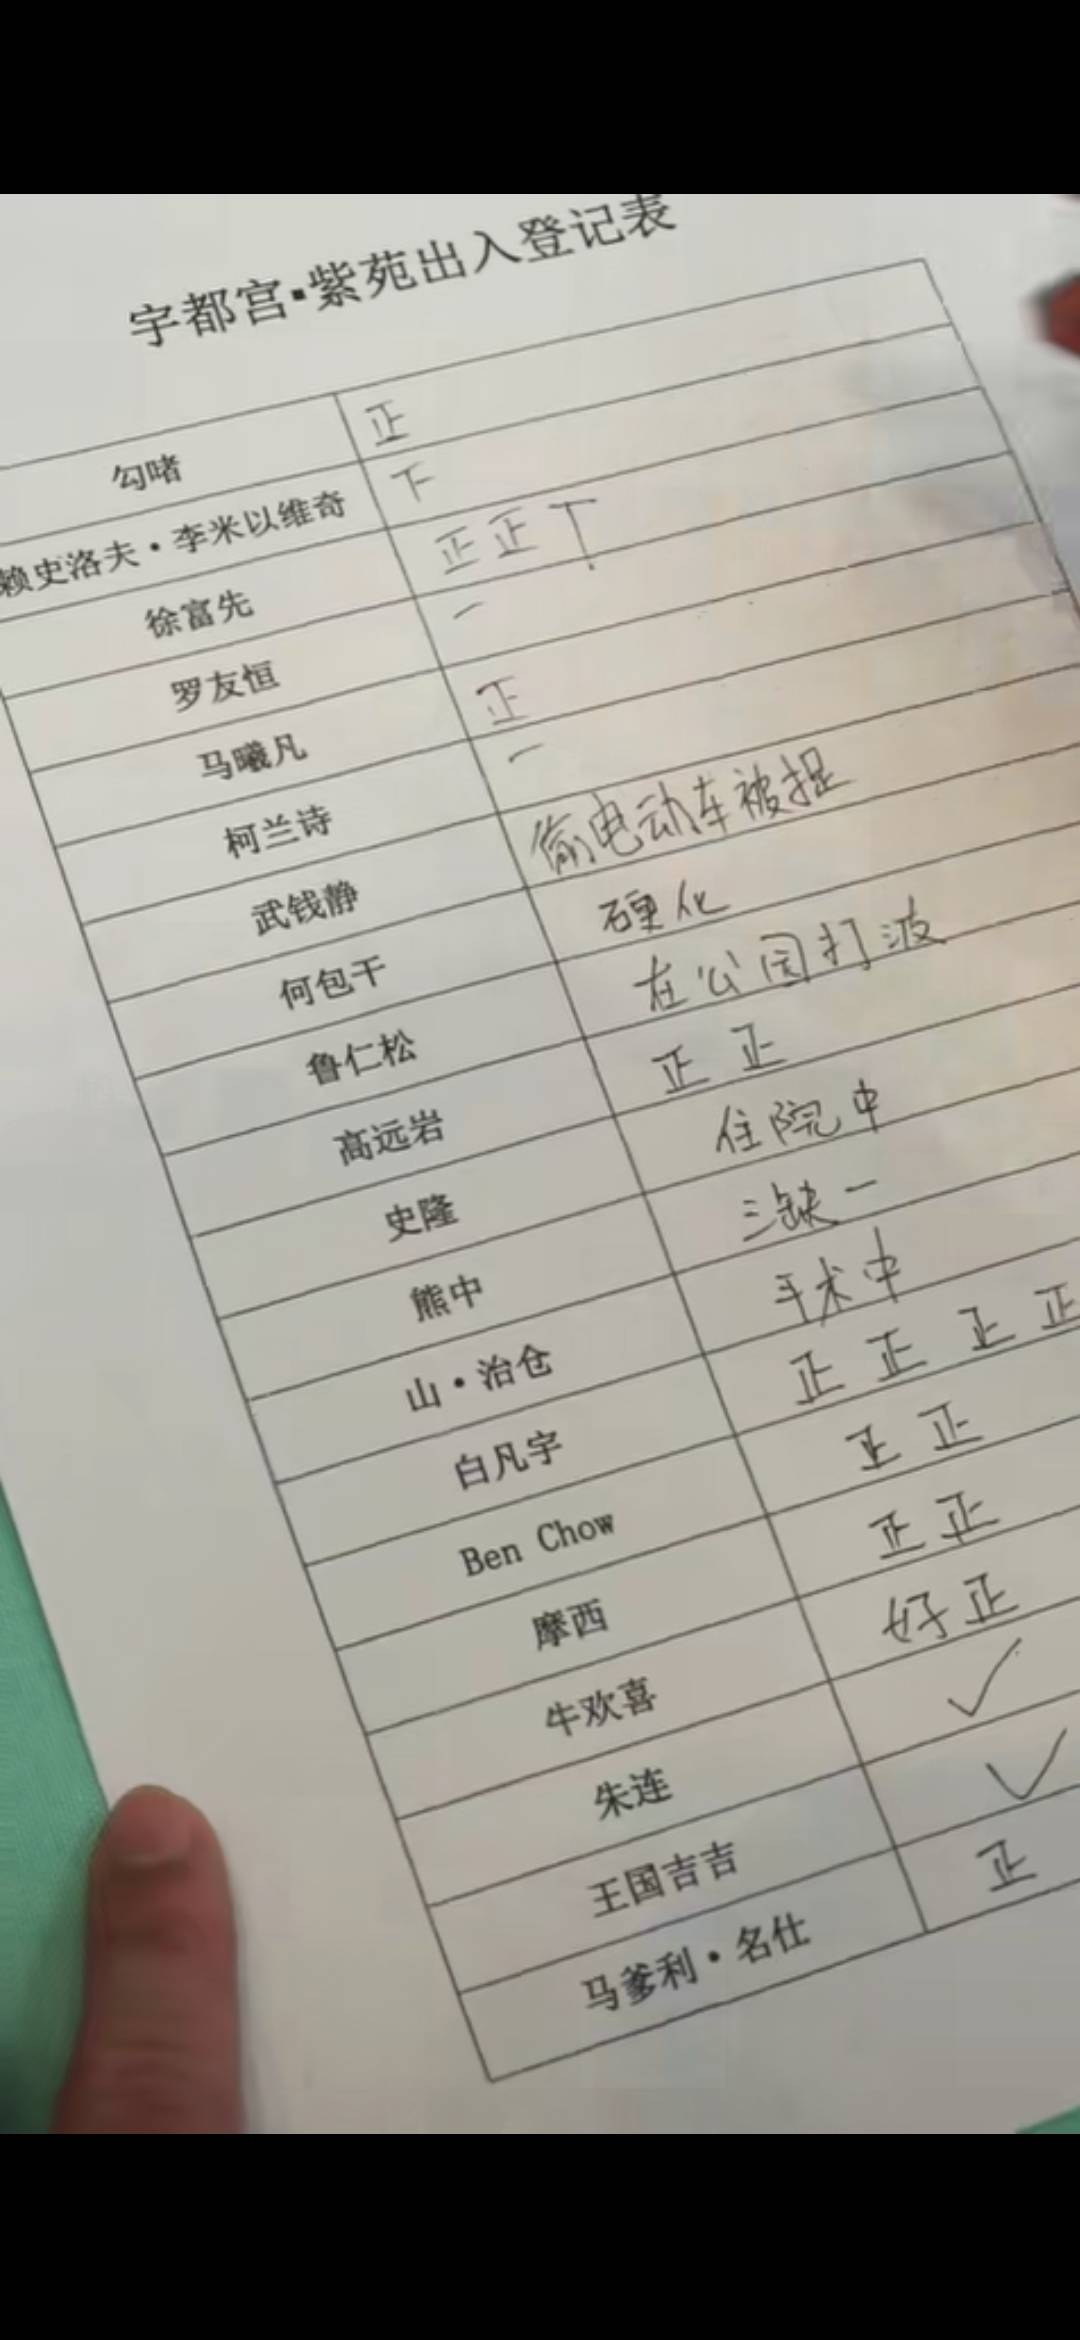 宇都宫·紫苑出入登记表
勾啫 正
赖史洛夫·李米以维奇 下
徐富先 正正丅
罗友恒 一
马曦凡 正
柯兰诗 一
武钱静 偷电动车被捉
何包干 硬化
鲁仁松 在公园打波
高远岩 正正
史隆 住院中
熊中 三缺一
山·治仓 手术中
白凡宇 正正正正
Ben Chow 正正
摩西 正正
牛欢喜 好正
朱连 ✓
王国吉吉 ✓
马爹利·名仕 正